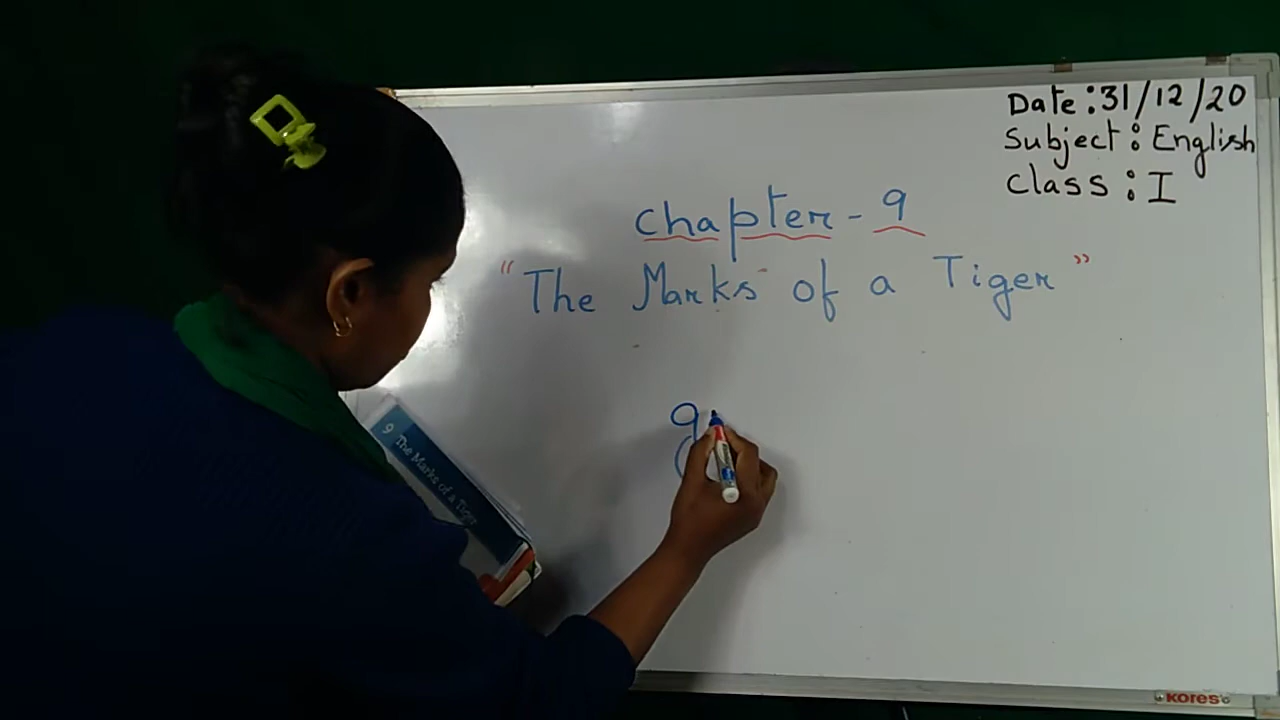 Date : 31/12/20
Subject : English
Class : I
Chapter - 9
"The Marks of a Tiger"
9
9 The Marks of a Tiger
KORES